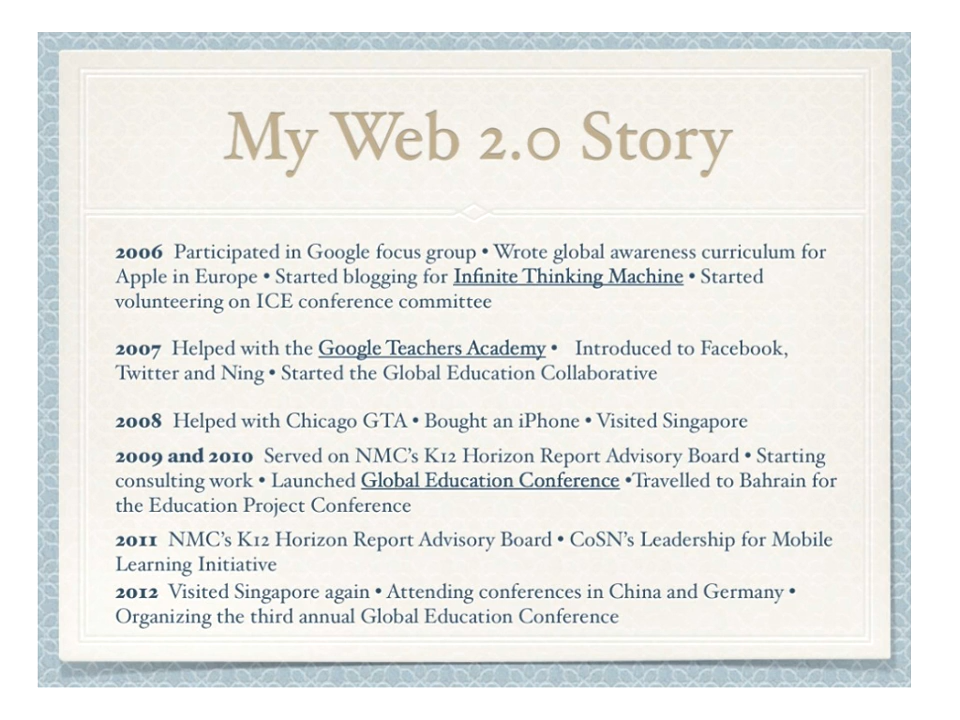 My Web 2.0 Story
2006 Participated in Google focus group • Wrote global awareness curriculum for
Apple in Europe • Started blogging for Infinite Thinking Machine • Started
volunteering on ICE conference committee
2007 Helped with the Google Teachers Academy • Introduced to Facebook,
Twitter and Ning • Started the Global Education Collaborative
2008 Helped with Chicago GTA • Bought an iPhone • Visited Singapore
2009 and 2010 Served on NMC's K12 Horizon Report Advisory Board • Starting
consulting work • Launched Global Education Conference •Travelled to Bahrain for
the Education Project Conference
2011 NMC's K12 Horizon Report Advisory Board • CoSN's Leadership for Mobile
Learning Initiative
2012 Visited Singapore again • Attending conferences in China and Germany •
Organizing the third annual Global Education Conference